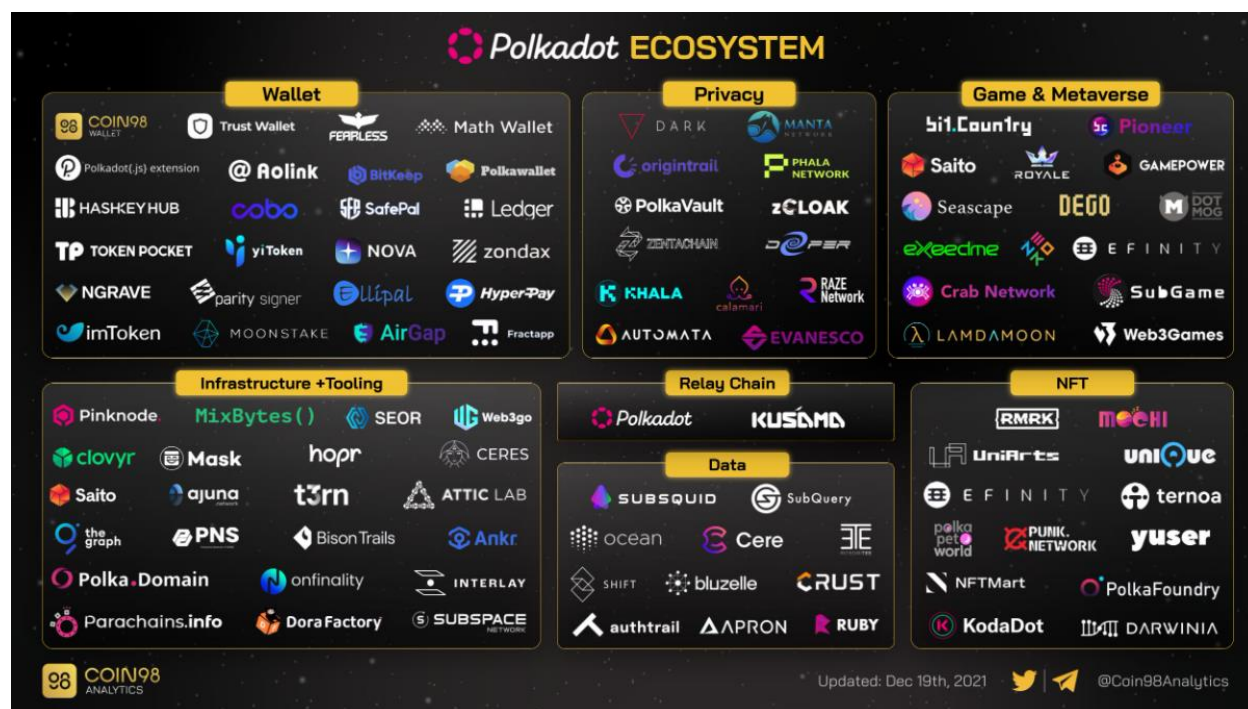 Polkadot ECOSYSTEM
Wallet
98 COIN98 WALLET
Trust Wallet
FEARLESS
Math Wallet
Polkadot{.js} extension
Aolink
BitKeep
Polkawallet
HASHKEY HUB
cobo
SafePal
Ledger
TP TOKEN POCKET
yiToken
NOVA
zondax
NGRAVE
parity signer
Ellipal
HyperPay
imToken
MOONSTAKE
AirGap
Fractapp
Privacy
DARK
MANTA NETWORK
origintrail
PHALA NETWORK
PolkaVault
zCLOAK
ZENTACHAIN
KHALA
calamari
RAZE Network
AUTOMATA
EVANESCO
Game & Metaverse
bit.Coun1ry
Pioneer
Saito
ROYALE
GAMEPOWER
Seascape
DEGO
DOT MOG
exeedme
EFINITY
Crab Network
SubGame
LAMDAMOON
Web3Games
Infrastructure +Tooling
Pinknode.
MixBytes()
SEOR
Web3go
clovyr
Mask
hopr
CERES
Saito
ajuna network
t3rn
ATTIC LAB
the graph
PNS
BisonTrails
Ankr
Polka.Domain
onfinality
INTERLAY
Parachains.info
DoraFactory
SUBSPACE NETWORK
Relay Chain
Polkadot
KUSAMA
Data
SUBSQUID
SubQuery
ocean
Cere
SHIFT
bluzelle
CRUST
authtrail
APRON
RUBY
NFT
RMRK
MOCHI
UniArts
UNIQUE
EFINITY
ternoa
polka pet world
PUNK. NETWORK
yuser
NFTMart
PolkaFoundry
KodaDot
DARWINIA
98 COIN98 ANALYTICS
Updated: Dec 19th, 2021
@Coin98Analytics